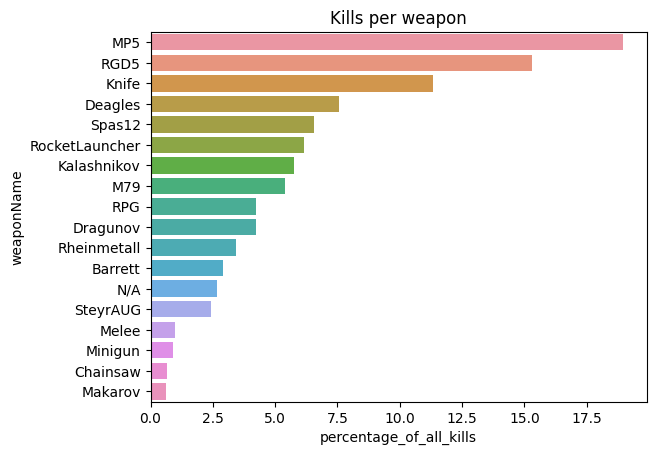 Kills per weapon
weaponName
MP5
RGD5
Knife
Deagles
Spas12
RocketLauncher
Kalashnikov
M79
RPG
Dragunov
Rheinmetall
Barrett
N/A
SteyrAUG
Melee
Minigun
Chainsaw
Makarov
0.0 2.5 5.0 7.5 10.0 12.5 15.0 17.5
percentage_of_all_kills